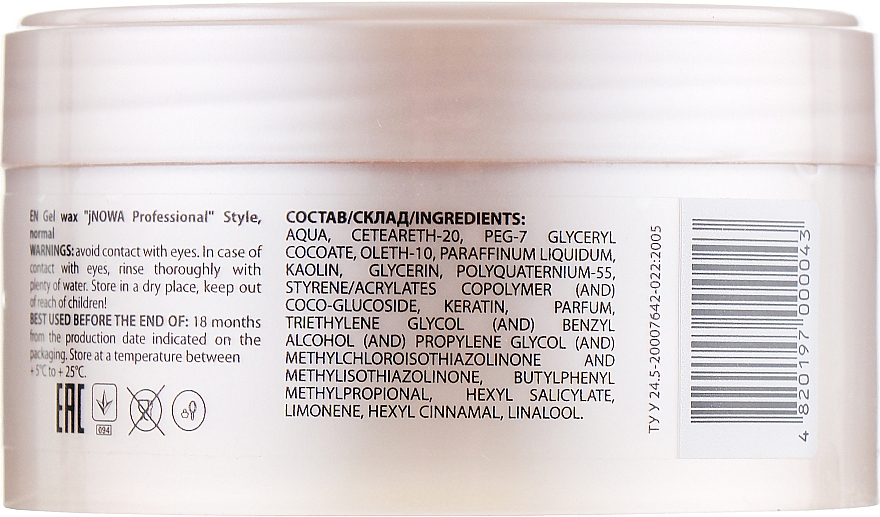 EN Gel wax "jNOWA Professional" Style,
normal
WARNINGS: avoid contact with eyes. In case of
contact with eyes, rinse thoroughly with
plenty of water. Store in a dry place, keep out
of reach of children!
BEST USED BEFORE THE END OF: 18 months
from the production date indicated on the
packaging. Store at a temperature between
+5°C to +25°C.
EAC
094
СОСТАВ/СКЛАД/INGREDIENTS:
AQUA, CETEARETH-20, PEG-7 GLYCERYL
COCOATE, OLETH-10, PARAFFINUM LIQUIDUM,
KAOLIN, GLYCERIN, POLYQUATERNIUM-55,
STYRENE/ACRYLATES COPOLYMER (AND)
COCO-GLUCOSIDE, KERATIN, PARFUM,
TRIETHYLENE GLYCOL (AND) BENZYL
ALCOHOL (AND) PROPYLENE GLYCOL (AND)
METHYLCHLOROISOTHIAZOLINONE AND
METHYLISOTHIAZOLINONE, BUTYLPHENYL
METHYLPROPIONAL, HEXYL SALICYLATE,
LIMONENE, HEXYL CINNAMAL, LINALOOL.
ТУ У 24.5-20007642-022:2005
4 820197 000043